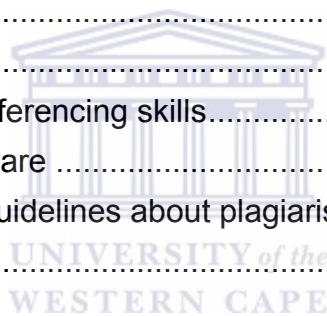 ....................................
....................................
ferencing skills..............
are ....................................
uidelines about plagiaris
UNIVERSITY of the
....................................
WESTERN CAPE